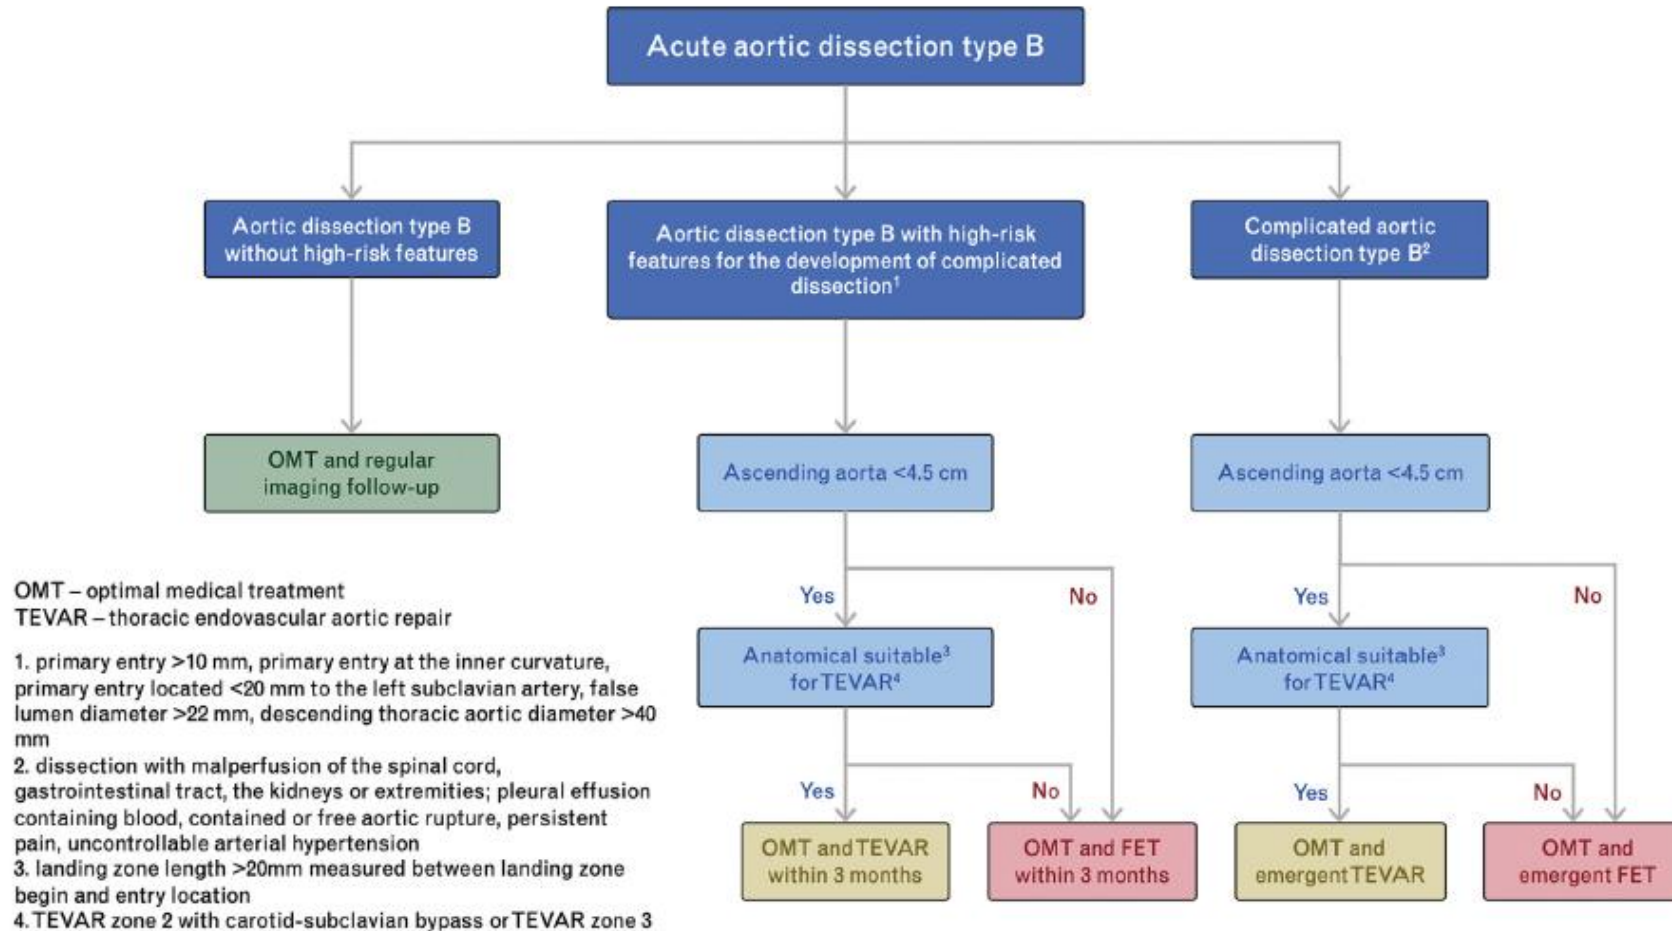 Acute aortic dissection type B
Aortic dissection type B
without high-risk features
Aortic dissection type B with high-risk
features for the development of complicated
dissection¹
Complicated aortic
dissection type B²
OMT and regular
imaging follow-up
Ascending aorta <4.5 cm
Ascending aorta <4.5 cm
Yes
No
Yes
No
Anatomical suitable³
for TEVAR⁴
Anatomical suitable³
for TEVAR⁴
Yes
No
Yes
No
OMT and TEVAR
within 3 months
OMT and FET
within 3 months
OMT and
emergent TEVAR
OMT and
emergent FET
OMT – optimal medical treatment
TEVAR – thoracic endovascular aortic repair
1. primary entry >10 mm, primary entry at the inner curvature,
primary entry located <20 mm to the left subclavian artery, false
lumen diameter >22 mm, descending thoracic aortic diameter >40
mm
2. dissection with malperfusion of the spinal cord,
gastrointestinal tract, the kidneys or extremities; pleural effusion
containing blood, contained or free aortic rupture, persistent
pain, uncontrollable arterial hypertension
3. landing zone length >20mm measured between landing zone
begin and entry location
4. TEVAR zone 2 with carotid-subclavian bypass or TEVAR zone 3